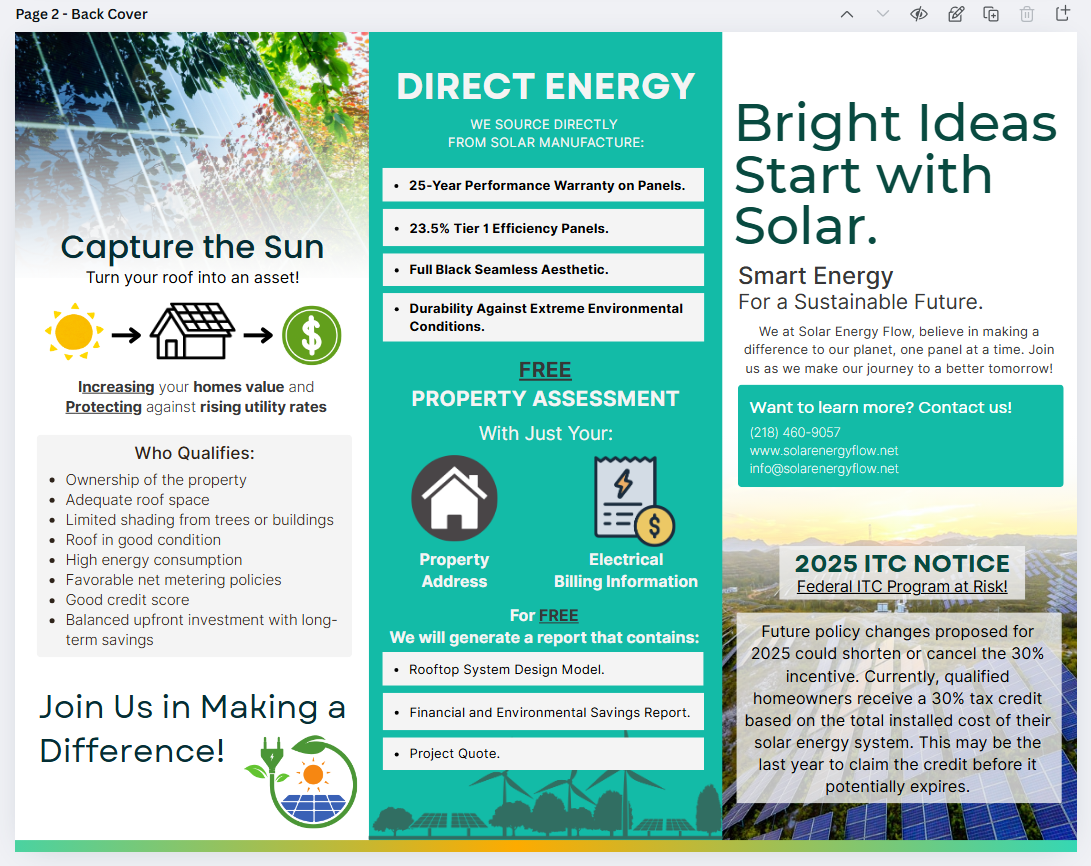 Page 2 - Back Cover
Capture the Sun
Turn your roof into an asset!
$
Increasing your homes value and
Protecting against rising utility rates
Who Qualifies:
• Ownership of the property
• Adequate roof space
• Limited shading from trees or buildings
• Roof in good condition
• High energy consumption
• Favorable net metering policies
• Good credit score
• Balanced upfront investment with long-
term savings
Join Us in Making a
Difference!
DIRECT ENERGY
WE SOURCE DIRECTLY
FROM SOLAR MANUFACTURE:
• 25-Year Performance Warranty on Panels.
• 23.5% Tier 1 Efficiency Panels.
• Full Black Seamless Aesthetic.
• Durability Against Extreme Environmental
Conditions.
FREE
PROPERTY ASSESSMENT
With Just Your:
$
Property
Address
Electrical
Billing Information
For FREE
We will generate a report that contains:
• Rooftop System Design Model.
• Financial and Environmental Savings Report.
• Project Quote.
Bright Ideas
Start with
Solar.
Smart Energy
For a Sustainable Future.
We at Solar Energy Flow, believe in making a
difference to our planet, one panel at a time. Join
us as we make our journey to a better tomorrow!
Want to learn more? Contact us!
(218) 460-9057
www.solarenergyflow.net
info@solarenergyflow.net
2025 ITC NOTICE
Federal ITC Program at Risk!
Future policy changes proposed for
2025 could shorten or cancel the 30%
incentive. Currently, qualified
homeowners receive a 30% tax credit
based on the total installed cost of their
solar energy system. This may be the
last year to claim the credit before it
potentially expires.